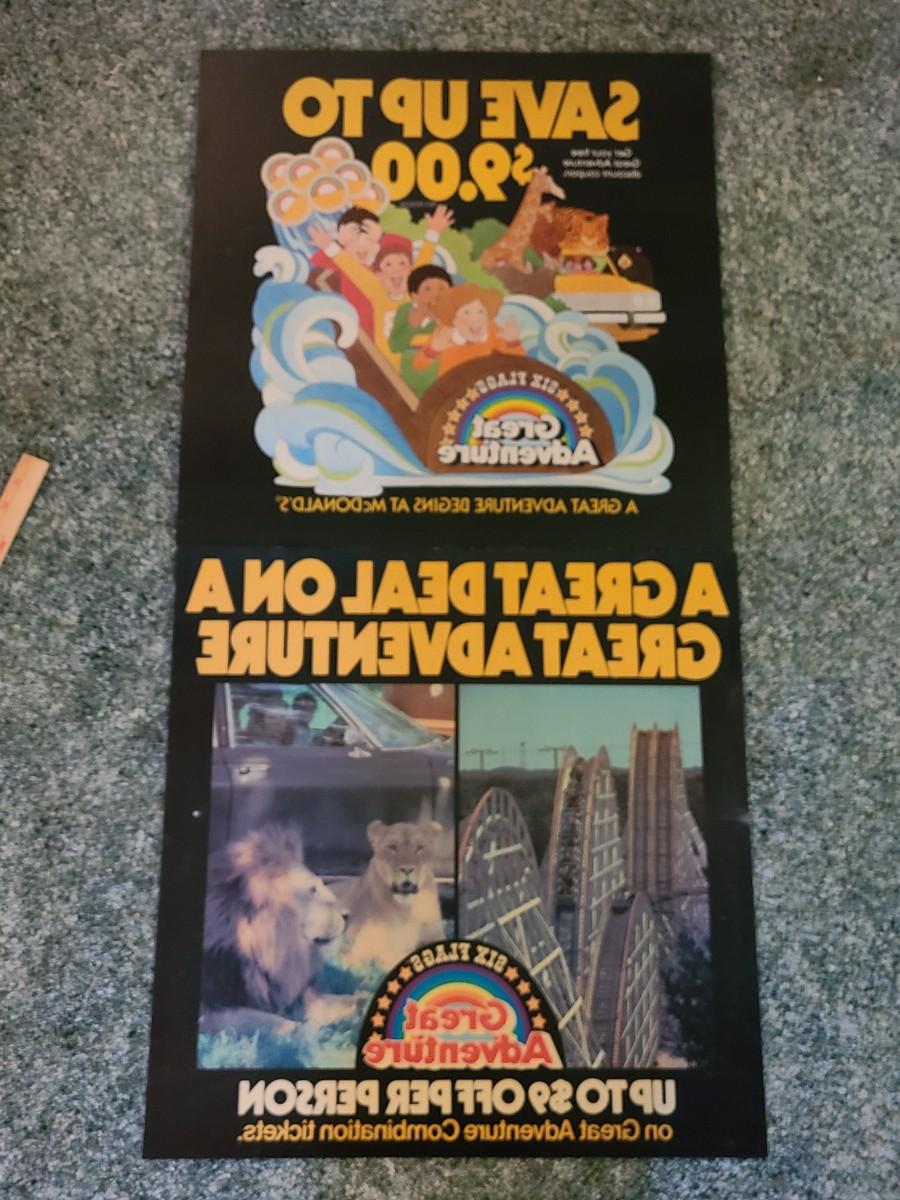 SAVE UP TO
$9.00
Get your free
Great Adventure
discount coupon.
SIX FLAGS
Great
Adventure
A GREAT ADVENTURE BEGINS AT McDONALD'S®
A GREAT DEAL ON A
GREAT ADVENTURE
SIX FLAGS
Great
Adventure
UP TO $9 OFF PER PERSON
on Great Adventure Combination tickets.